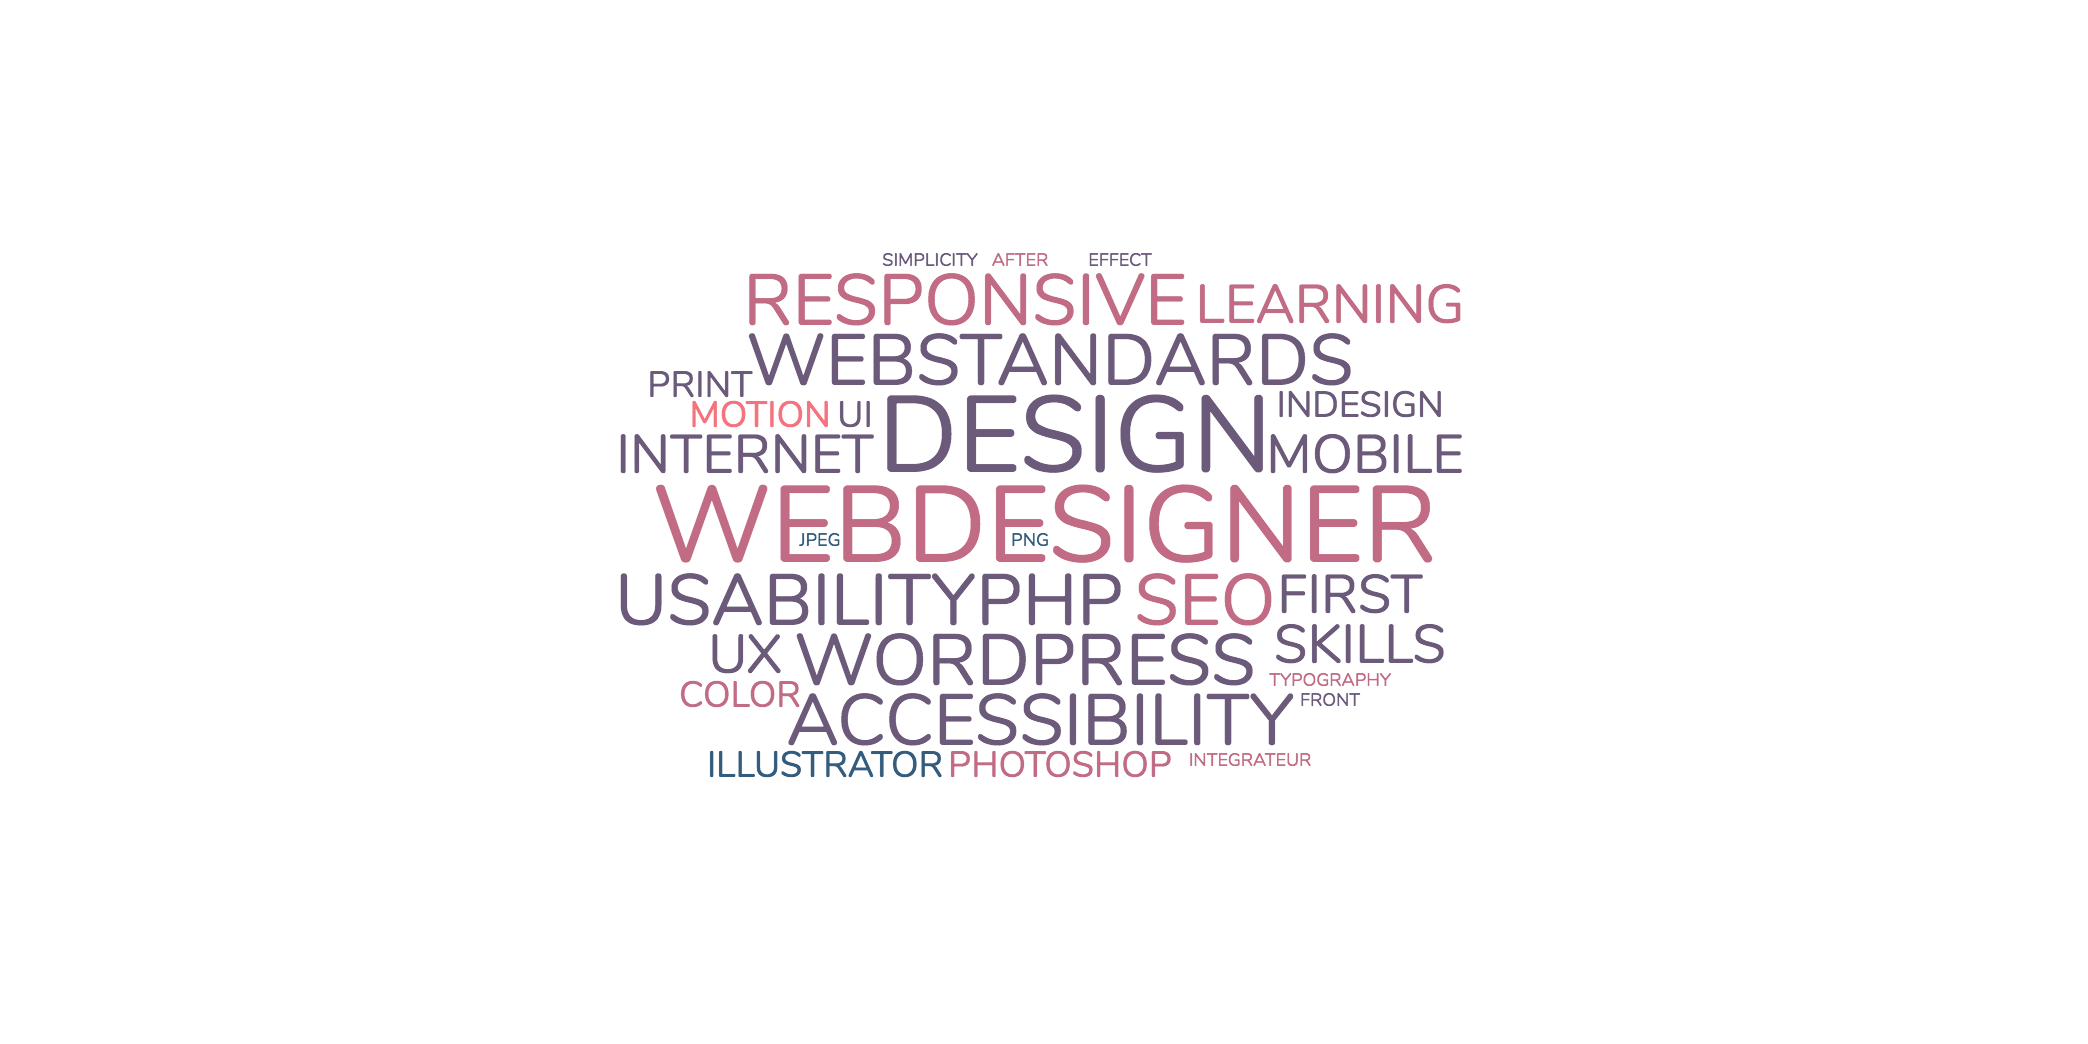 SIMPLICITY AFTER EFFECT
RESPONSIVE LEARNING
WEBSTANDARDS
PRINT
MOTION UI DESIGN INDESIGN
INTERNET MOBILE
WEBDESIGNER
JPEG PNG
USABILITY PHP SEO FIRST
UX WORDPRESS SKILLS
COLOR TYPOGRAPHY
ACCESSIBILITY FRONT
ILLUSTRATOR PHOTOSHOP INTEGRATEUR